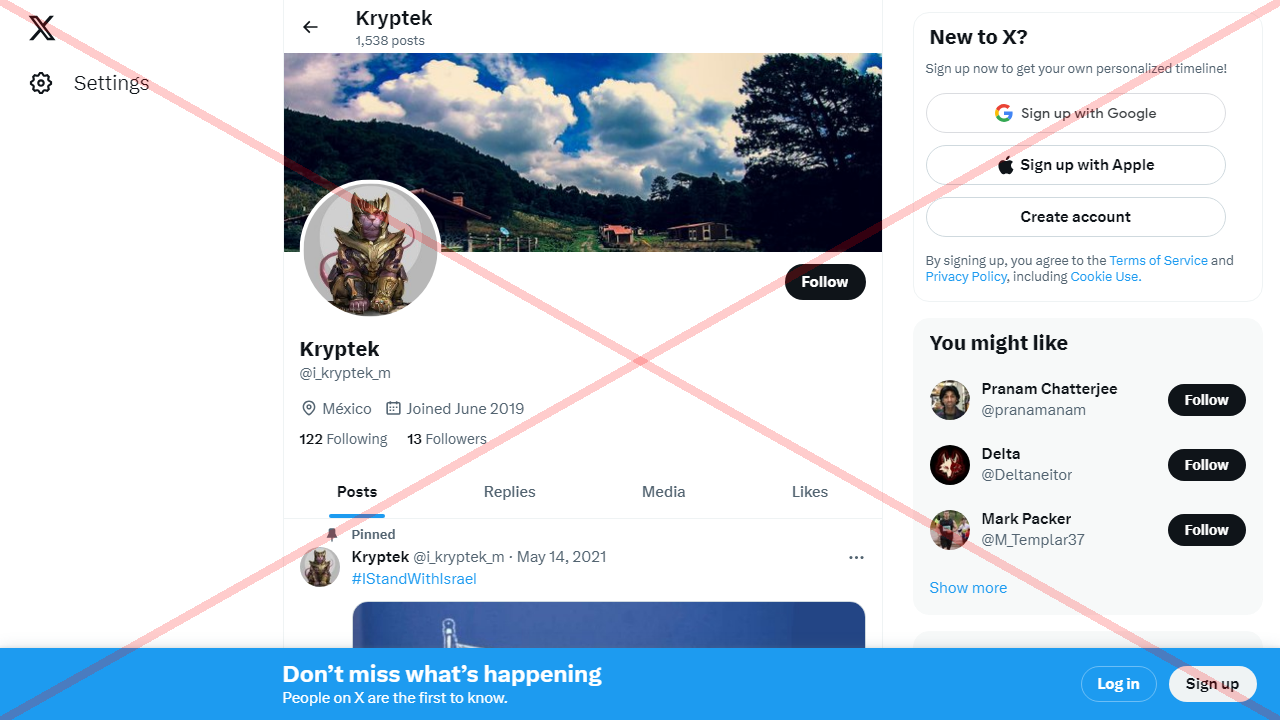 Settings
Kryptek
1,538 posts
Follow
Kryptek
@i_kryptek_m
México Joined June 2019
122 Following 13 Followers
Posts Replies Media Likes
Pinned
Kryptek @i_kryptek_m · May 14, 2021
#IStandWithIsrael
New to X?
Sign up now to get your own personalized timeline!
Sign up with Google
Sign up with Apple
Create account
By signing up, you agree to the Terms of Service and
Privacy Policy, including Cookie Use.
You might like
Pranam Chatterjee
@pranamanam
Follow
Delta
@Deltaneitor
Follow
Mark Packer
@M_Templar37
Follow
Show more
Don’t miss what’s happening
People on X are the first to know.
Log in Sign up